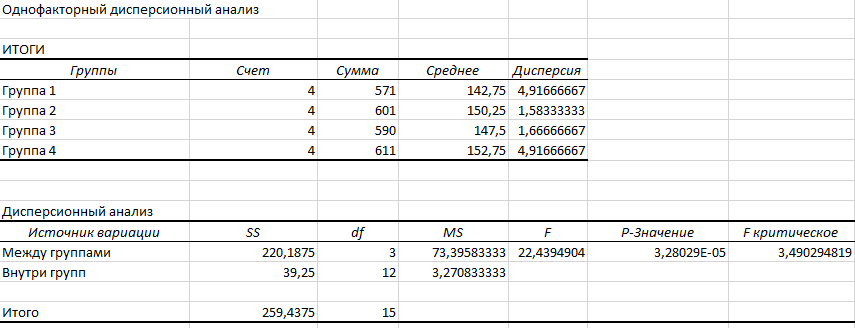 Однофакторный дисперсионный анализ
ИТОГИ
Группы Счет Сумма Среднее Дисперсия
Группа 1 4 571 142,75 4,91666667
Группа 2 4 601 150,25 1,58333333
Группа 3 4 590 147,5 1,66666667
Группа 4 4 611 152,75 4,91666667
Дисперсионный анализ
Источник вариации SS df MS F P-Значение F критическое
Между группами 220,1875 3 73,39583333 22,4394904 3,28029E-05 3,490294819
Внутри групп 39,25 12 3,270833333
Итого 259,4375 15